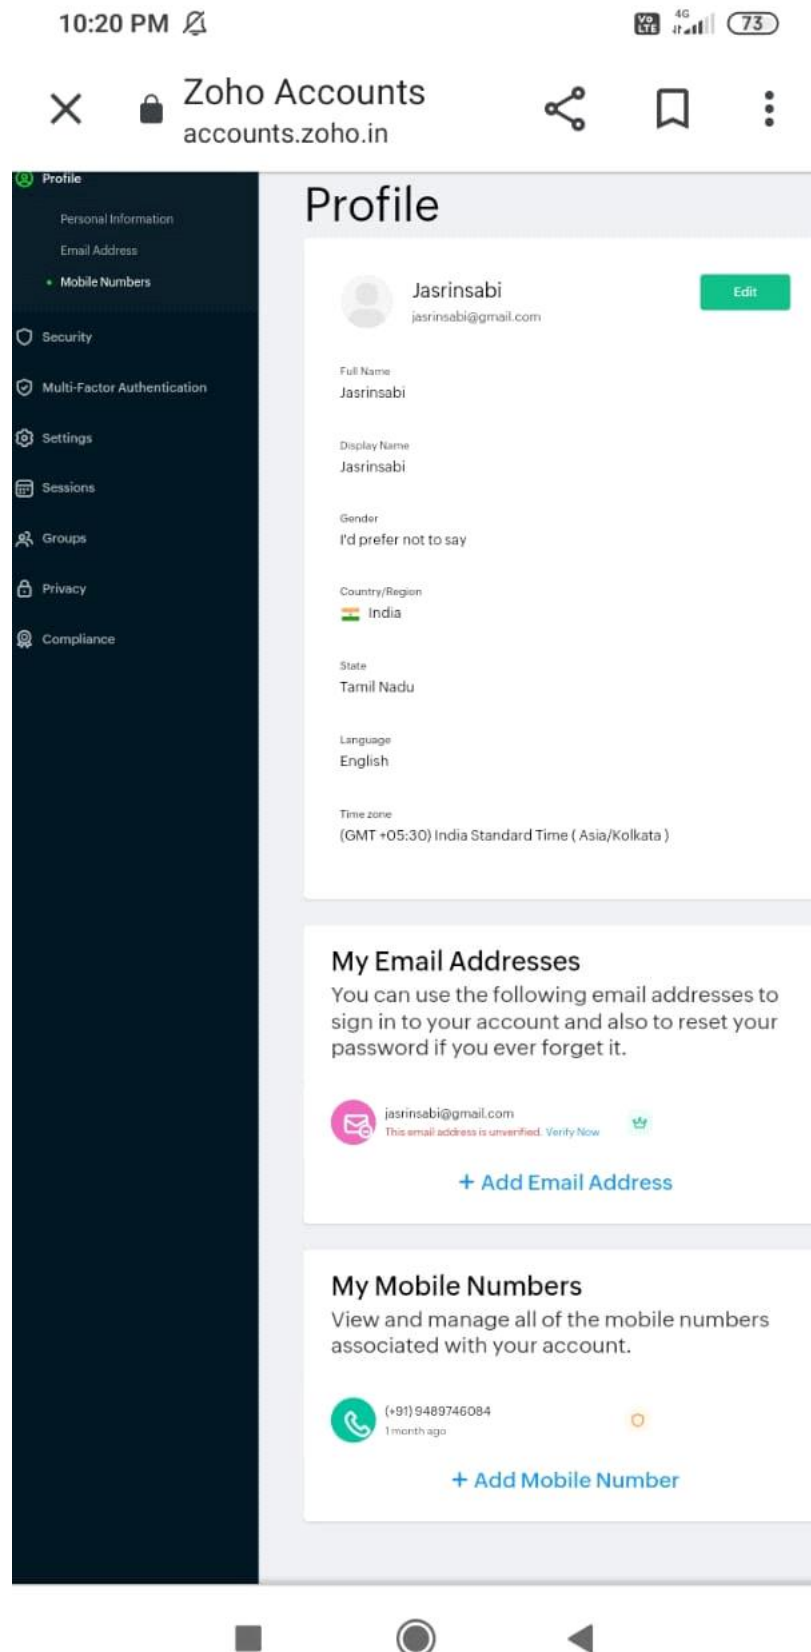 10:20 PM
Vo LTE 4G 73
Zoho Accounts
accounts.zoho.in
Profile
Personal Information
Email Address
Mobile Numbers
Security
Multi-Factor Authentication
Settings
Sessions
Groups
Privacy
Compliance
Profile
Jasrinsabi
jasrinsabi@gmail.com
Edit
Full Name
Jasrinsabi
Display Name
Jasrinsabi
Gender
I'd prefer not to say
Country/Region
India
State
Tamil Nadu
Language
English
Time zone
(GMT +05:30) India Standard Time ( Asia/Kolkata )
My Email Addresses
You can use the following email addresses to
sign in to your account and also to reset your
password if you ever forget it.
jasrinsabi@gmail.com
This email address is unverified. Verify Now
+ Add Email Address
My Mobile Numbers
View and manage all of the mobile numbers
associated with your account.
(+91) 9489746084
1 month ago
+ Add Mobile Number